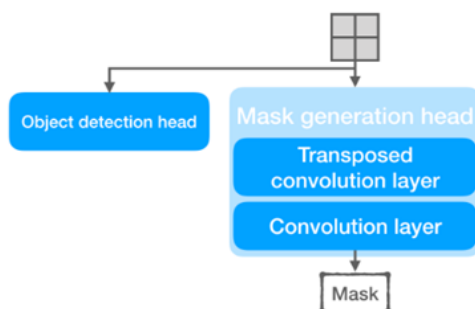 Object detection head
Mask generation head
Transposed
convolution layer
Convolution layer
Mask